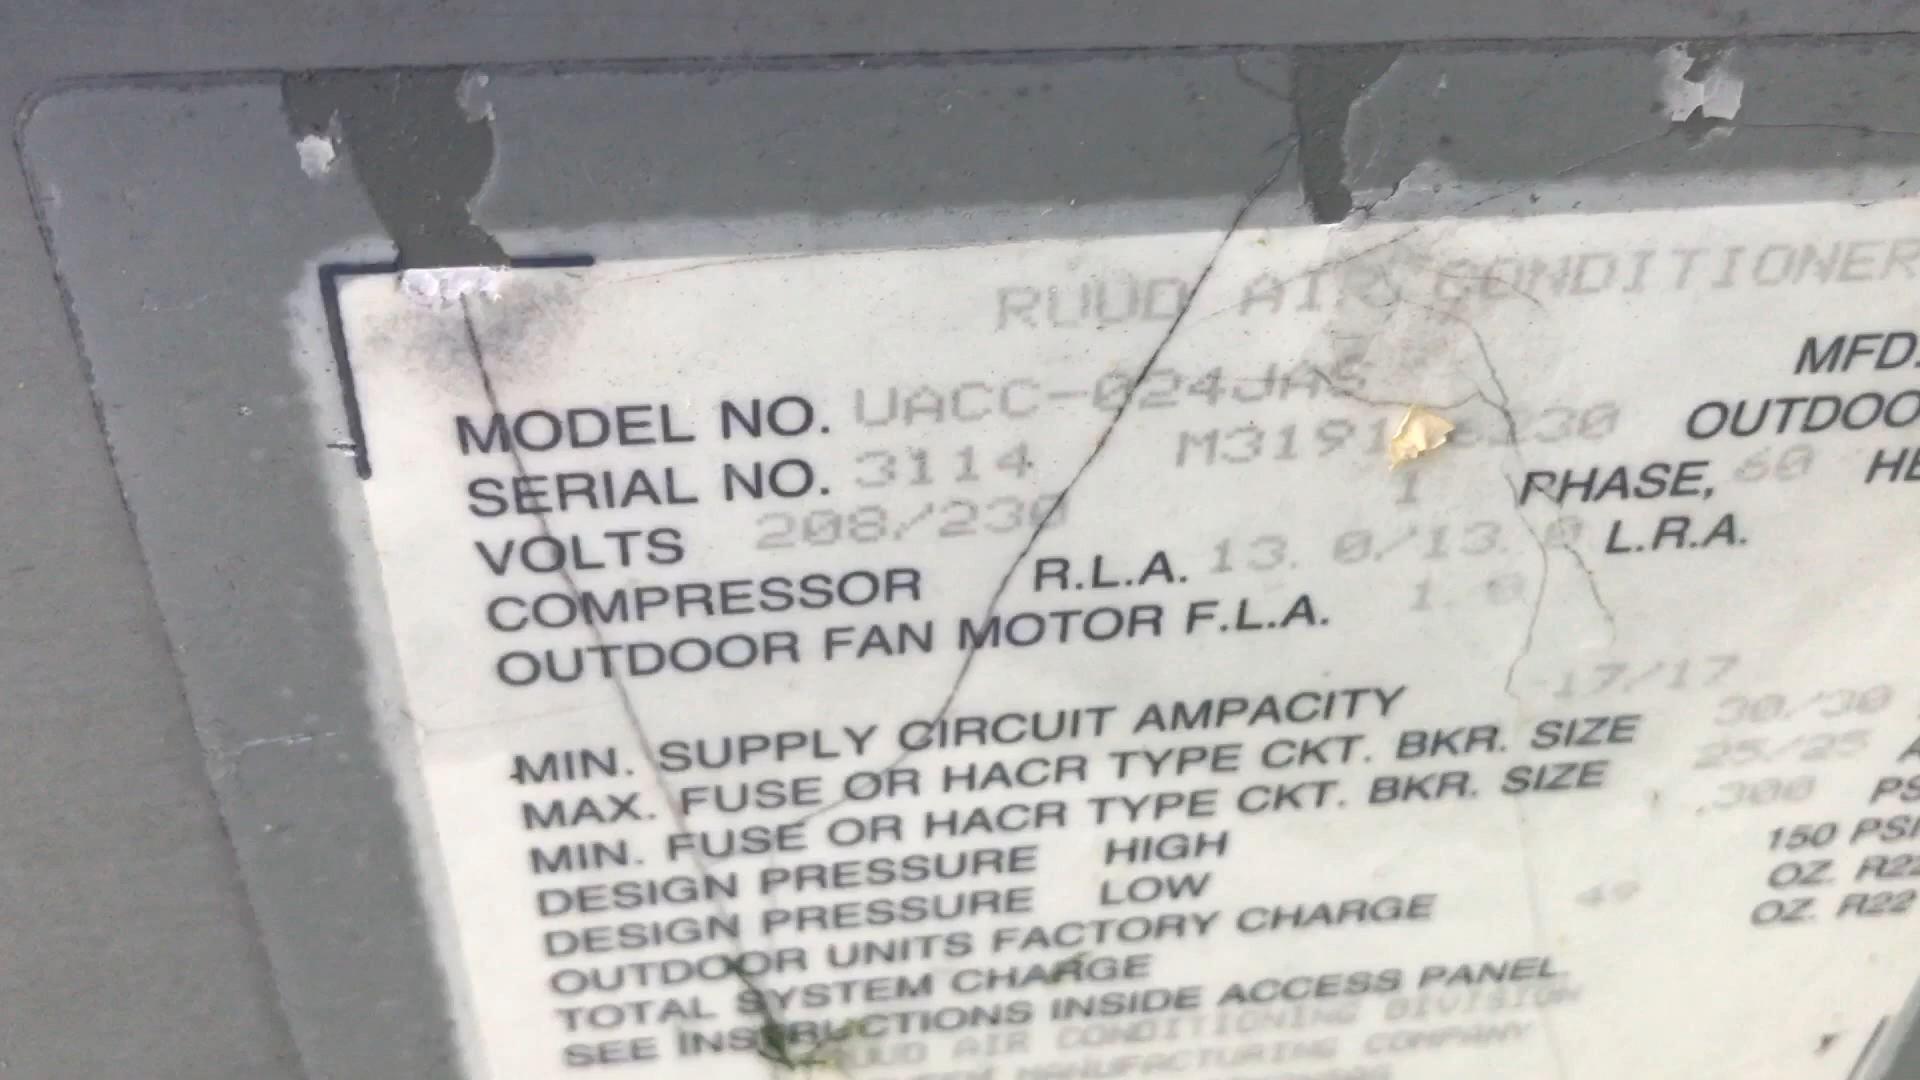 RUUD AIR CONDITIONER
MFD.
MODEL NO. UACC-024JAS
OUTDOO
SERIAL NO. 3114
VOLTS 208/230 1 PHASE, 60 HE
COMPRESSOR R.L.A. 13.0/13.0 L.R.A.
OUTDOOR FAN MOTOR F.L.A. 1.0
MIN. SUPPLY CIRCUIT AMPACITY 17/17
MAX. FUSE OR HACR TYPE CKT. BKR. SIZE 30/30
MIN. FUSE OR HACR TYPE CKT. BKR. SIZE 25/25 A
DESIGN PRESSURE HIGH 300 PS
DESIGN PRESSURE LOW 150 PSI
OUTDOOR UNITS FACTORY CHARGE 49 OZ. R22
TOTAL SYSTEM CHARGE OZ. R22
SEE INSTRUCTIONS INSIDE ACCESS PANEL
RUUD AIR CONDITIONING DIVISION
MANUFACTURING COMPANY